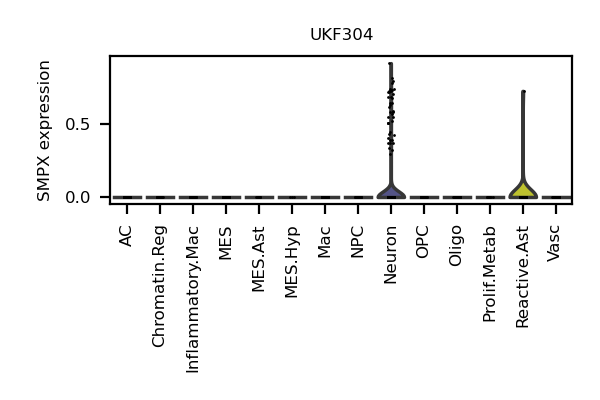 UKF304
SMPX expression
0.5
0.0
AC
Chromatin.Reg
Inflammatory.Mac
MES
MES.Ast
MES.Hyp
Mac
NPC
Neuron
OPC
Oligo
Prolif.Metab
Reactive.Ast
Vasc